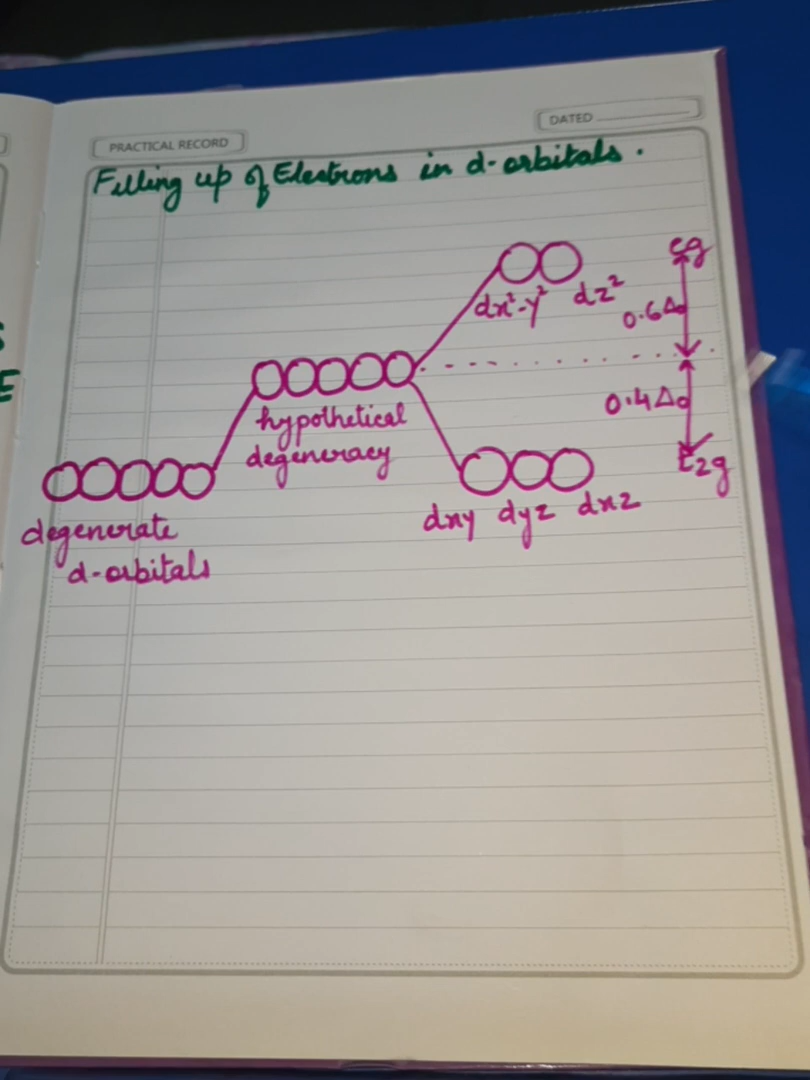 PRACTICAL RECORD
DATED
Filling up of Electrons in d-orbitals.
eg
dx²-y² dz²
0.6Δo
hypothetical
degeneracy
0.4Δo
t2g
dxy dyz dxz
degenerate
d-orbitals
E